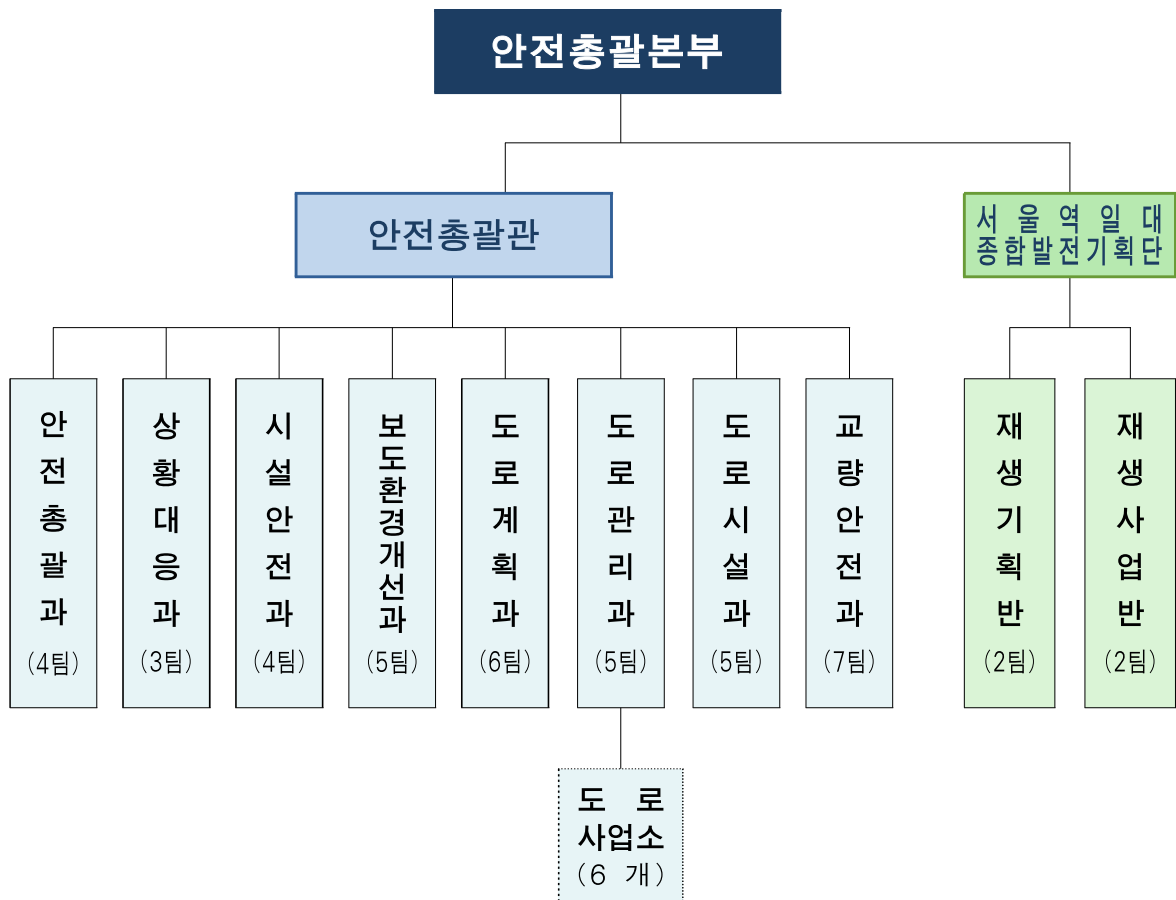 안전총괄본부
안전총괄관
서 울 역 일 대
종합발전기획단
안전총괄과
(4팀)
상황대응과
(3팀)
시설안전과
(4팀)
보도환경개선과
(5팀)
도로계획과
(6팀)
도로관리과
(5팀)
도로시설과
(5팀)
교량안전과
(7팀)
재생기획반
(2팀)
재생사업반
(2팀)
도 로
사업소
(6 개)